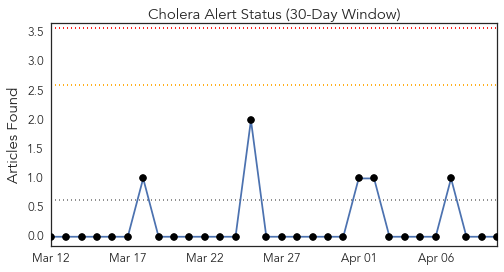 Cholera Alert Status (30-Day Window)
Articles Found
3.5
3.0
2.5
2.0
1.5
1.0
0.5
0.0
Mar 12 Mar 17 Mar 22 Mar 27 Apr 01 Apr 06